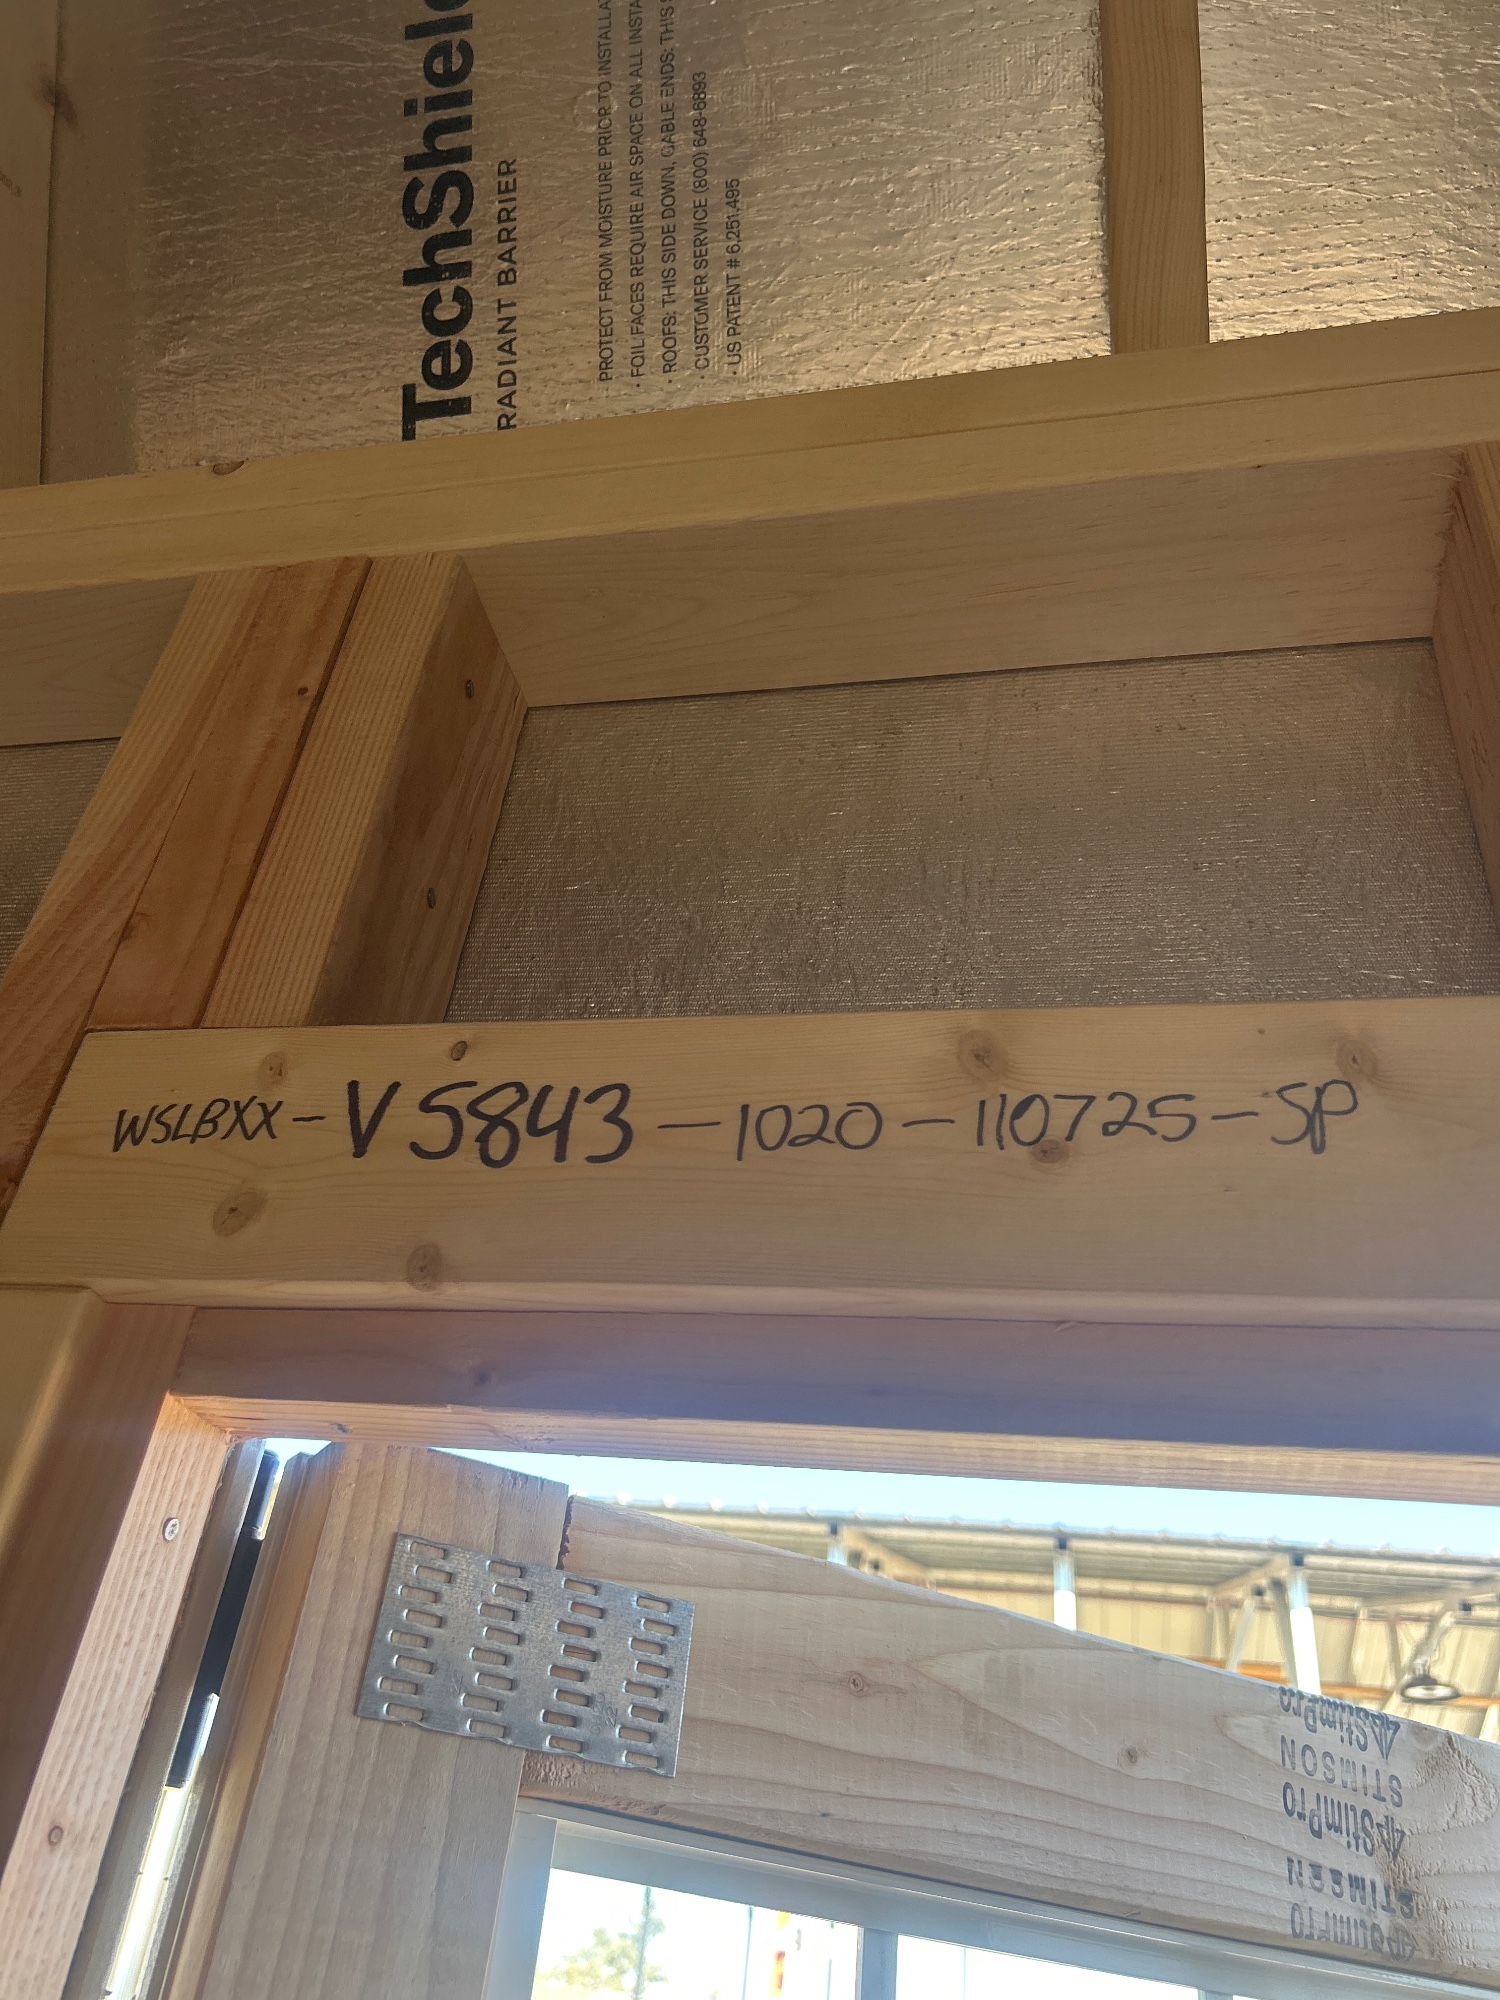 TechShield
RADIANT BARRIER
· PROTECT FROM MOISTURE PRIOR TO
· FOIL FACES REQUIRE AIR SPACE ON ALL
· ROOFS: THIS SIDE DOWN, GABLE ENDS: THIS
· CUSTOMER SERVICE (800) 648-6893
· US PATENT # 6,251,495
WSLBXX-V5843-1020-110725-SP
StimPro
STIMSON
StimPro
STIMSON
StimPro